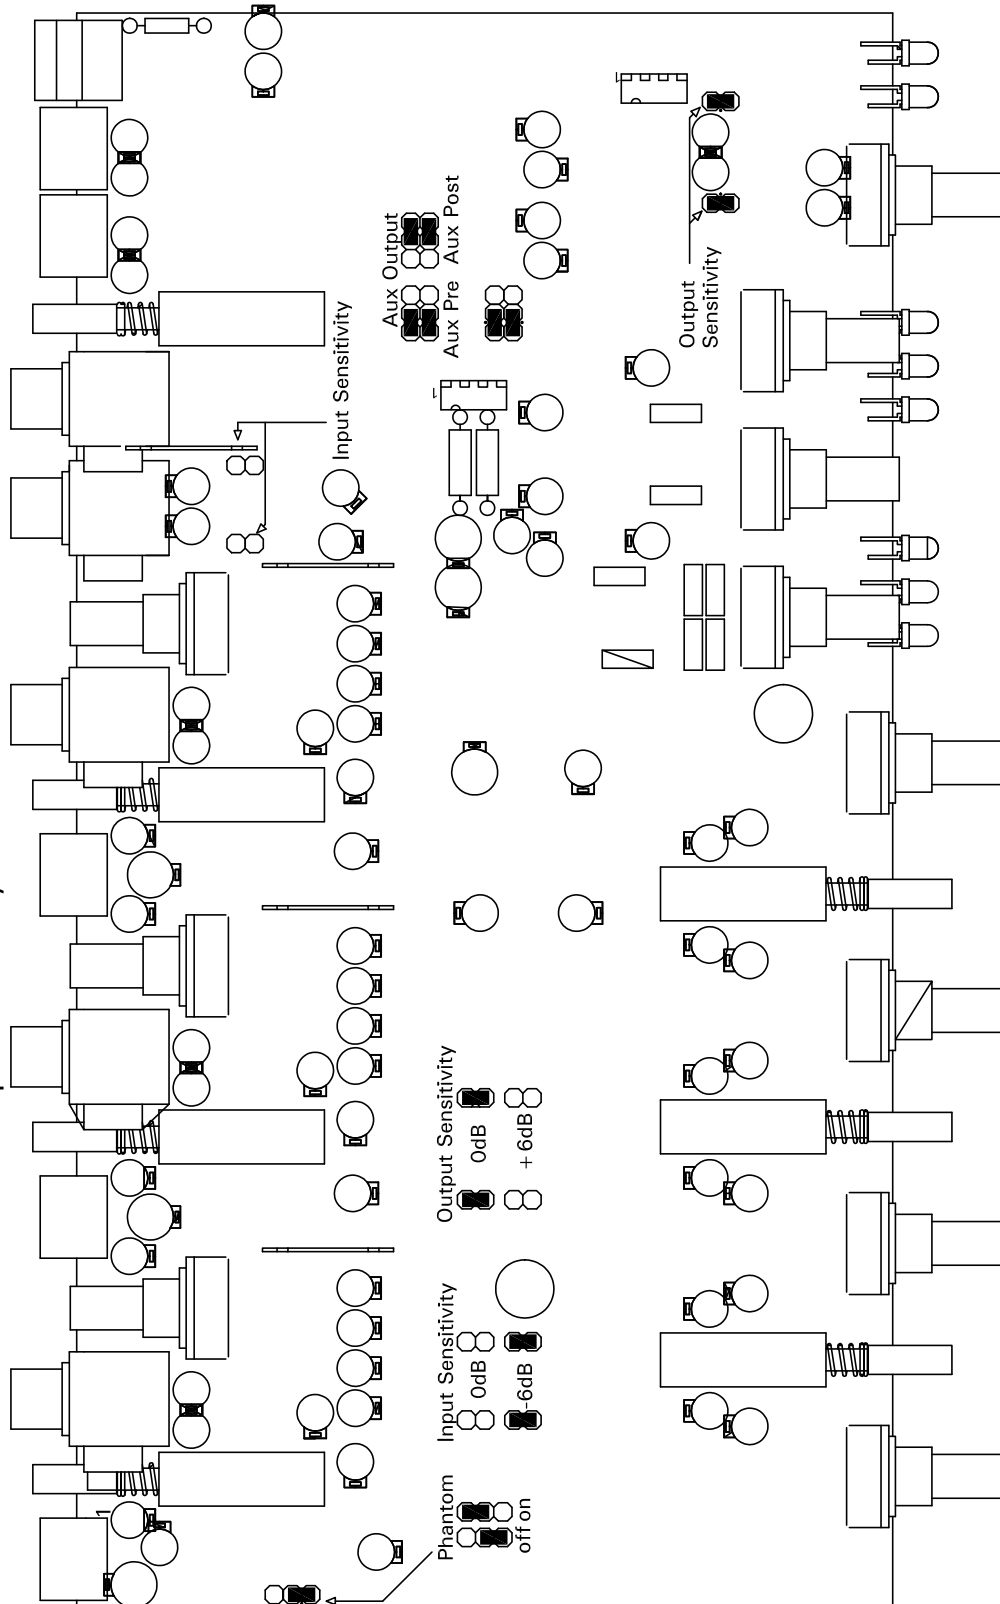 Aux Output
Aux Pre
Aux Post
Input Sensitivity
Output
Sensitivity
Output Sensitivity
0dB
+6dB
Input Sensitivity
0dB
-6dB
Phantom
off on
1